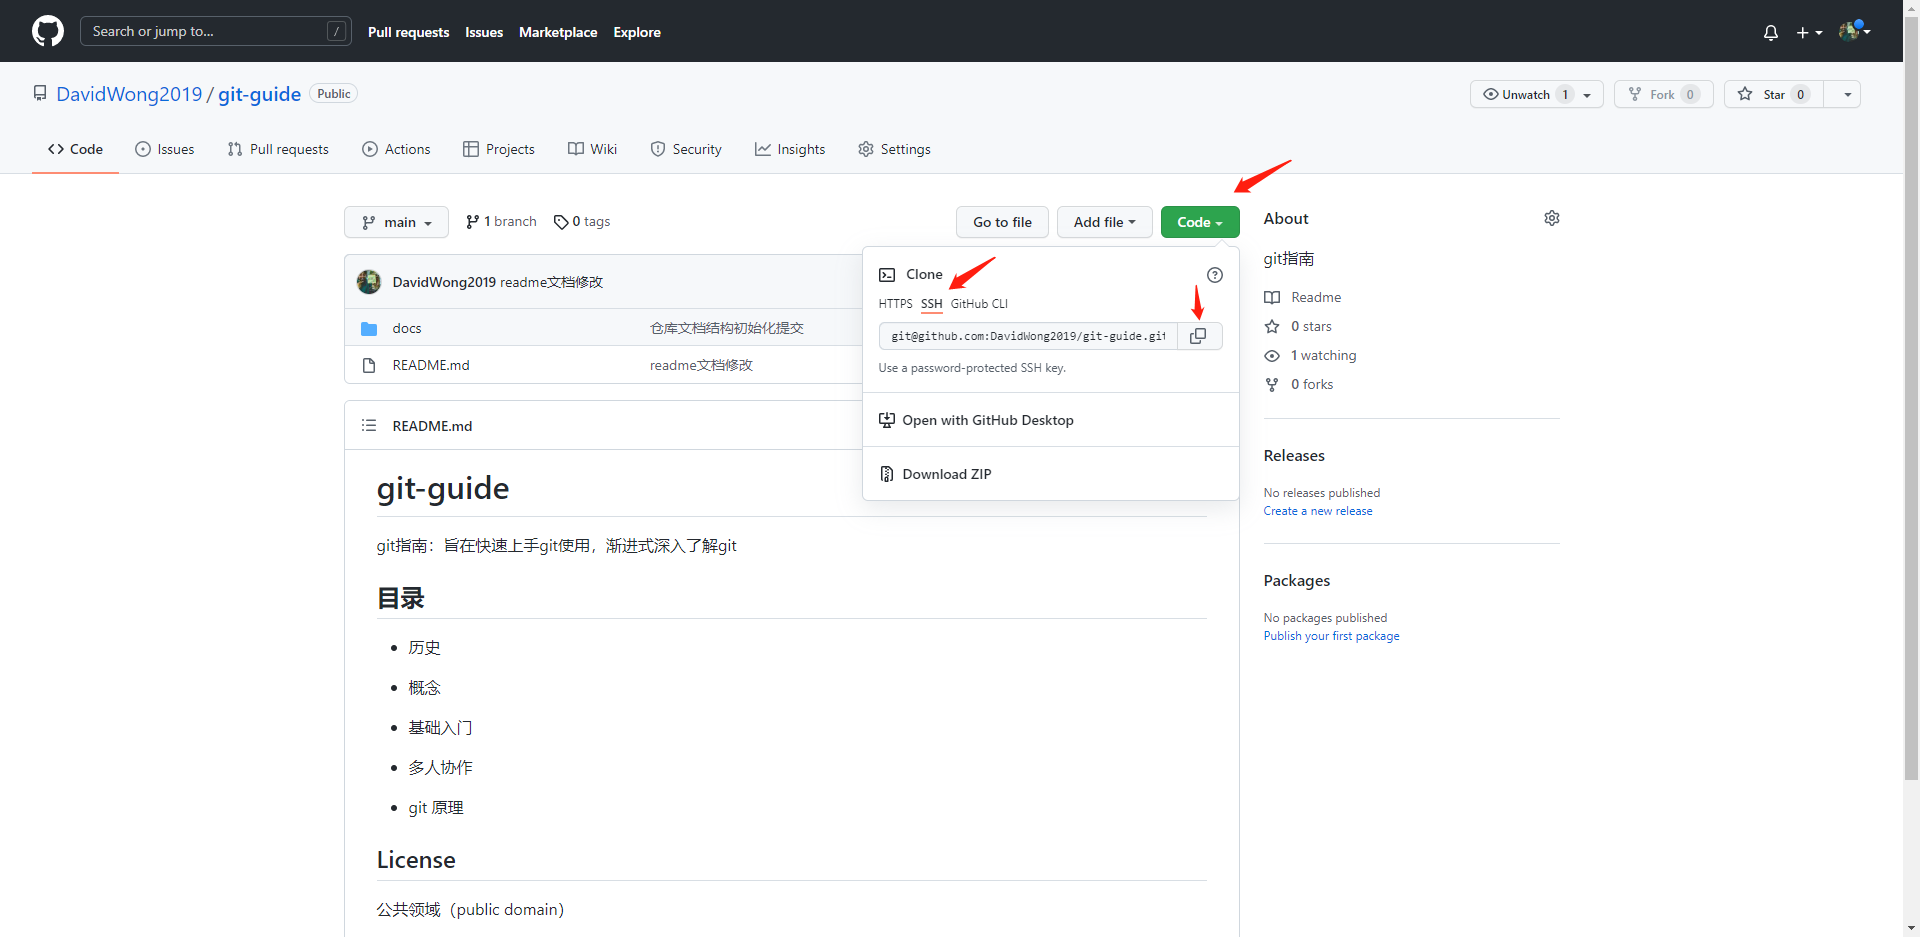 Search or jump to... /
Pull requests Issues Marketplace Explore
DavidWong2019 / git-guide Public
Unwatch 1 Fork 0 Star 0
Code Issues Pull requests Actions Projects Wiki Security Insights Settings
main 1 branch 0 tags
Go to file Add file Code
DavidWong2019 readme文档修改
docs 仓库文档结构初始化提交
README.md readme文档修改
Clone
HTTPS SSH GitHub CLI
git@github.com:DavidWong2019/git-guide.git
Use a password-protected SSH key.
Open with GitHub Desktop
Download ZIP
README.md
git-guide
git指南：旨在快速上手git使用，渐进式深入了解git
目录
历史
概念
基础入门
多人协作
git 原理
License
公共领域（public domain）
About
git指南
Readme
0 stars
1 watching
0 forks
Releases
No releases published
Create a new release
Packages
No packages published
Publish your first package